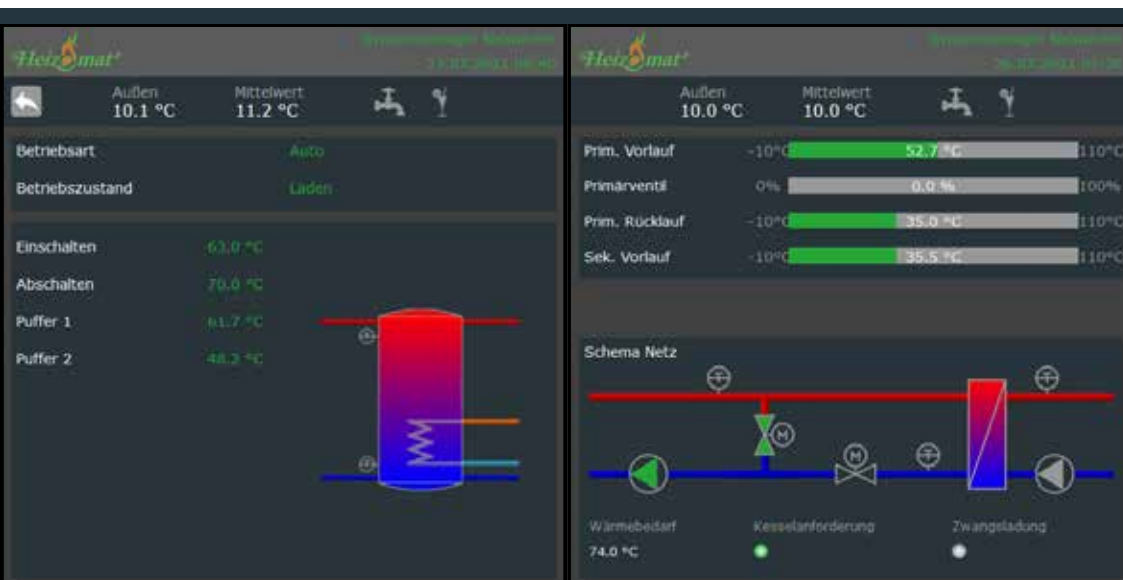 Heizomat
Außen Mittelwert
10.1 °C 11.2 °C
Betriebsart Auto
Betriebszustand Laden
Einschalten 63.0 °C
Abschalten 70.0 °C
Puffer 1 61.7 °C
Puffer 2 48.2 °C
Heizomat
Außen Mittelwert
10.0 °C 10.0 °C
Prim. Vorlauf -10°C 52.7 °C 110°C
Primärventil 0% 0.0 % 100%
Prim. Rücklauf -10°C 35.0 °C 110°C
Sek. Vorlauf -10°C 35.5 °C 110°C
Schema Netz
T T
M
M T
Wärmebedarf Kesselanforderung Zwangsladung
74.0 °C